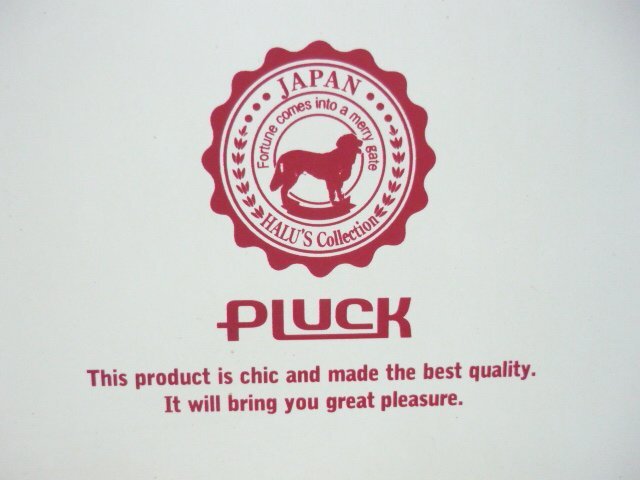 JAPAN
Fortune comes into a merry gate
HALU'S Collection
PLUCK
This product is chic and made the best quality.
It will bring you great pleasure.